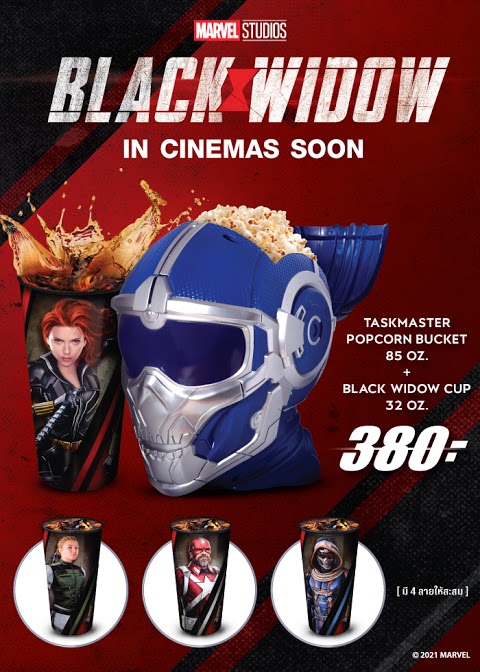 MARVEL STUDIOS
BLACK WIDOW
IN CINEMAS SOON
TASKMASTER
POPCORN BUCKET
85 OZ.
+
BLACK WIDOW CUP
32 OZ.
380.-
[ มี 4 ลายให้สะสม ]
© 2021 MARVEL